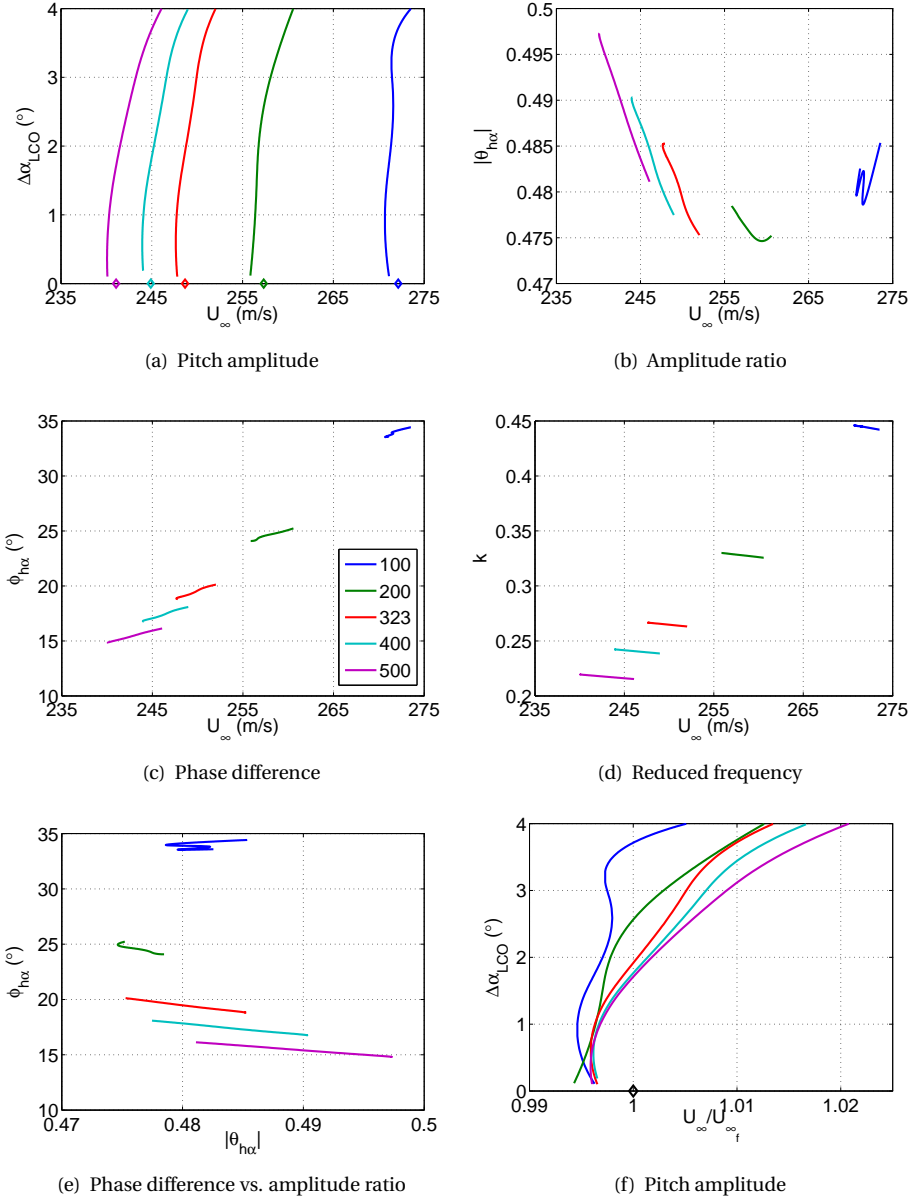 4
3
2
1
0
235 245 255 265 275
Δα_LCO (°)
U_∞ (m/s)
(a) Pitch amplitude
0.5
0.495
0.49
0.485
0.48
0.475
0.47
235 245 255 265 275
|θ_hα|
U_∞ (m/s)
(b) Amplitude ratio
35
30
25
20
15
10
235 245 255 265 275
ϕ_hα (°)
U_∞ (m/s)
100
200
323
400
500
(c) Phase difference
0.45
0.4
0.35
0.3
0.25
0.2
235 245 255 265 275
k
U_∞ (m/s)
(d) Reduced frequency
35
30
25
20
15
10
0.47 0.48 0.49 0.5
ϕ_hα (°)
|θ_hα|
(e) Phase difference vs. amplitude ratio
4
3
2
1
0
0.99 1 1.01 1.02
Δα_LCO (°)
U_∞/U_∞_f
(f) Pitch amplitude